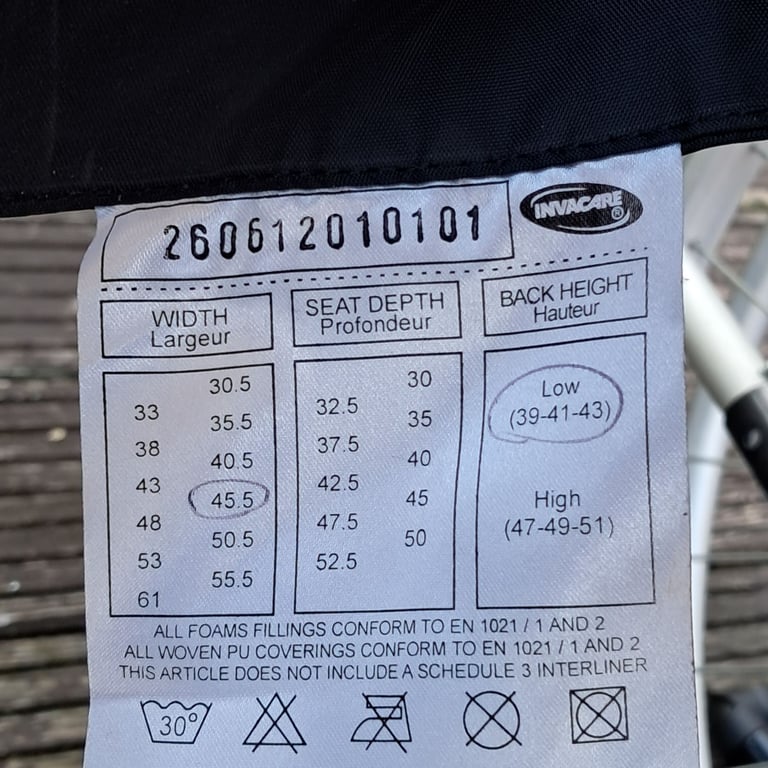 260612010101
INVACARE®
WIDTH
Largeur
SEAT DEPTH
Profondeur
BACK HEIGHT
Hauteur
30.5
33
35.5
38
40.5
43
45.5
48
50.5
53
55.5
61
30
32.5
35
37.5
40
42.5
45
47.5
50
52.5
Low
(39-41-43)
High
(47-49-51)
ALL FOAMS FILLINGS CONFORM TO EN 1021 / 1 AND 2
ALL WOVEN PU COVERINGS CONFORM TO EN 1021 / 1 AND 2
THIS ARTICLE DOES NOT INCLUDE A SCHEDULE 3 INTERLINER
30°